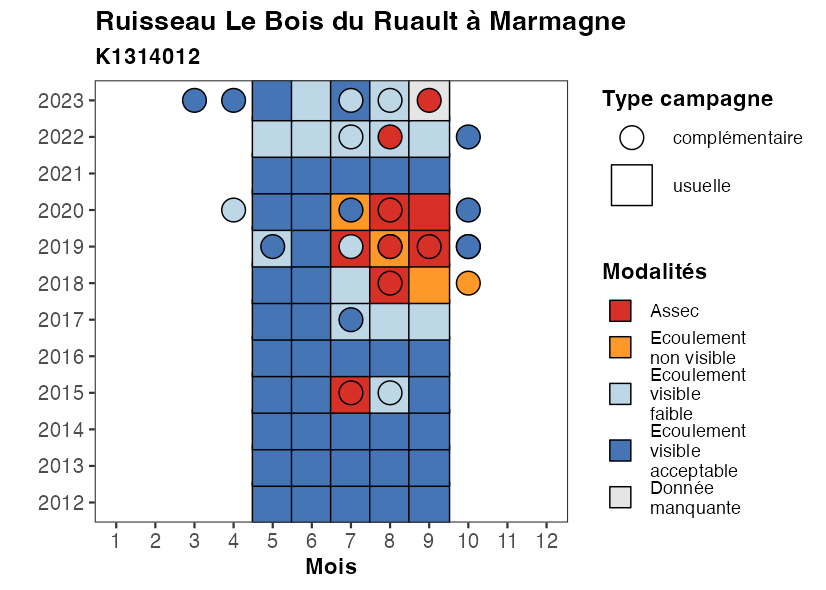 Ruisseau Le Bois du Ruault à Marmagne
K1314012
2023
2022
2021
2020
2019
2018
2017
2016
2015
2014
2013
2012
1 2 3 4 5 6 7 8 9 10 11 12
Mois
Type campagne
complémentaire
usuelle
Modalités
Assec
Ecoulement
non visible
Ecoulement
visible
faible
Ecoulement
visible
acceptable
Donnée
manquante